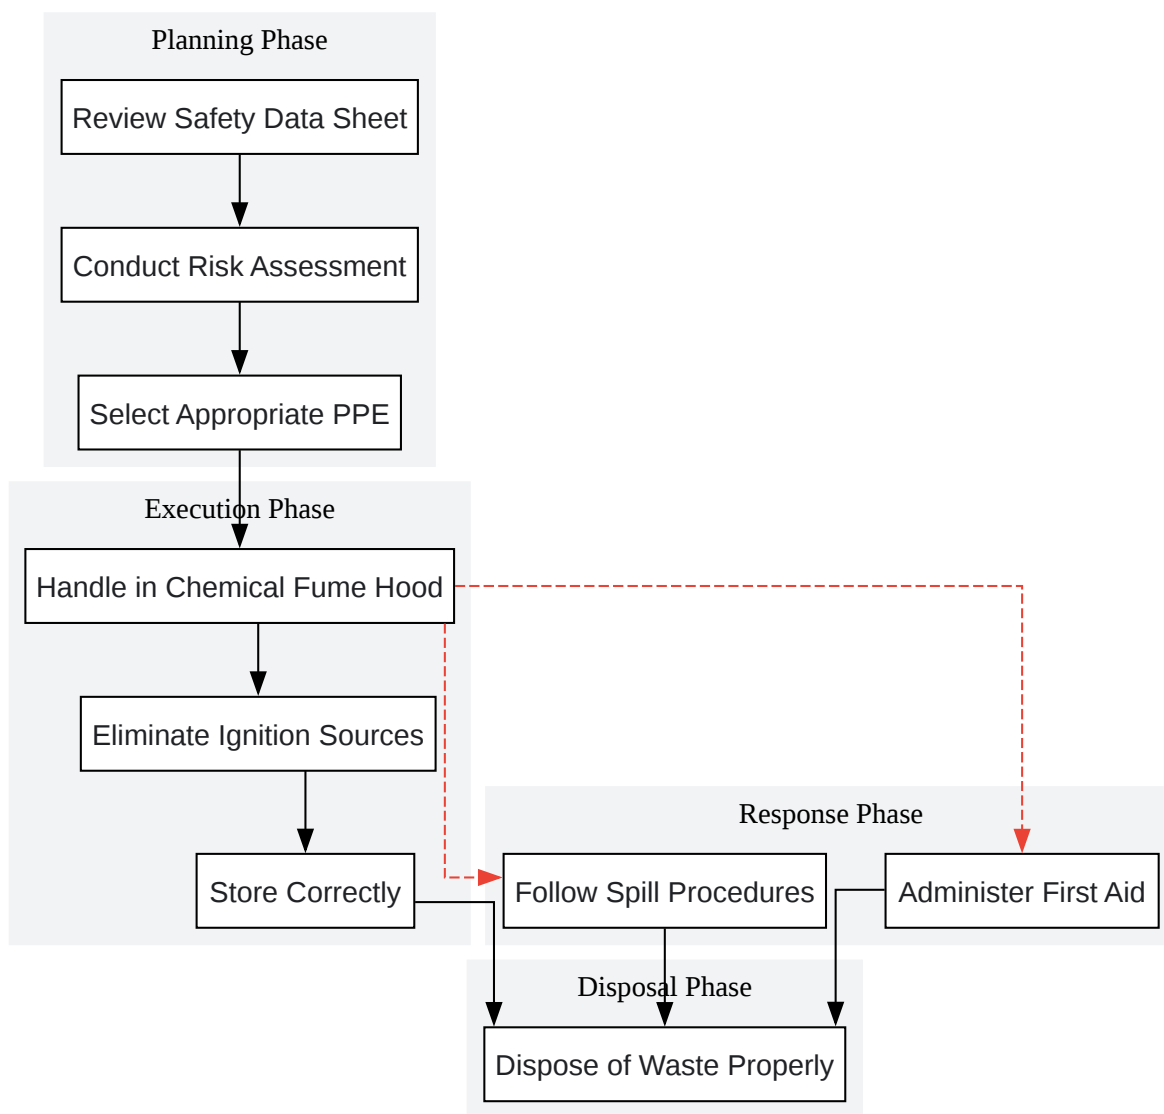 Planning Phase
Review Safety Data Sheet
Conduct Risk Assessment
Select Appropriate PPE
Execution Phase
Handle in Chemical Fume Hood
Eliminate Ignition Sources
Store Correctly
Response Phase
Follow Spill Procedures
Administer First Aid
Disposal Phase
Dispose of Waste Properly